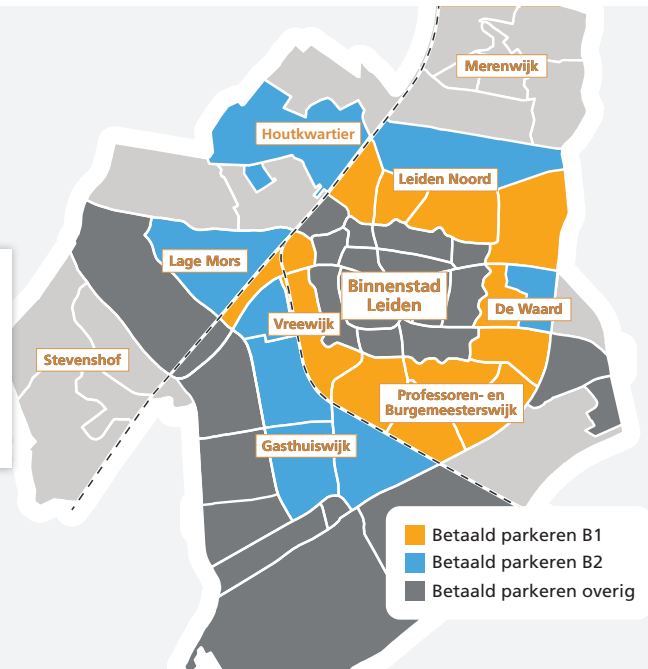 Merenwijk
Houtkwartier
Leiden Noord
Lage Mors
Binnenstad
Leiden
De Waard
Vreewijk
Stevenshof
Professoren- en
Burgemeesterswijk
Gasthuiswijk
Betaald parkeren B1
Betaald parkeren B2
Betaald parkeren overig